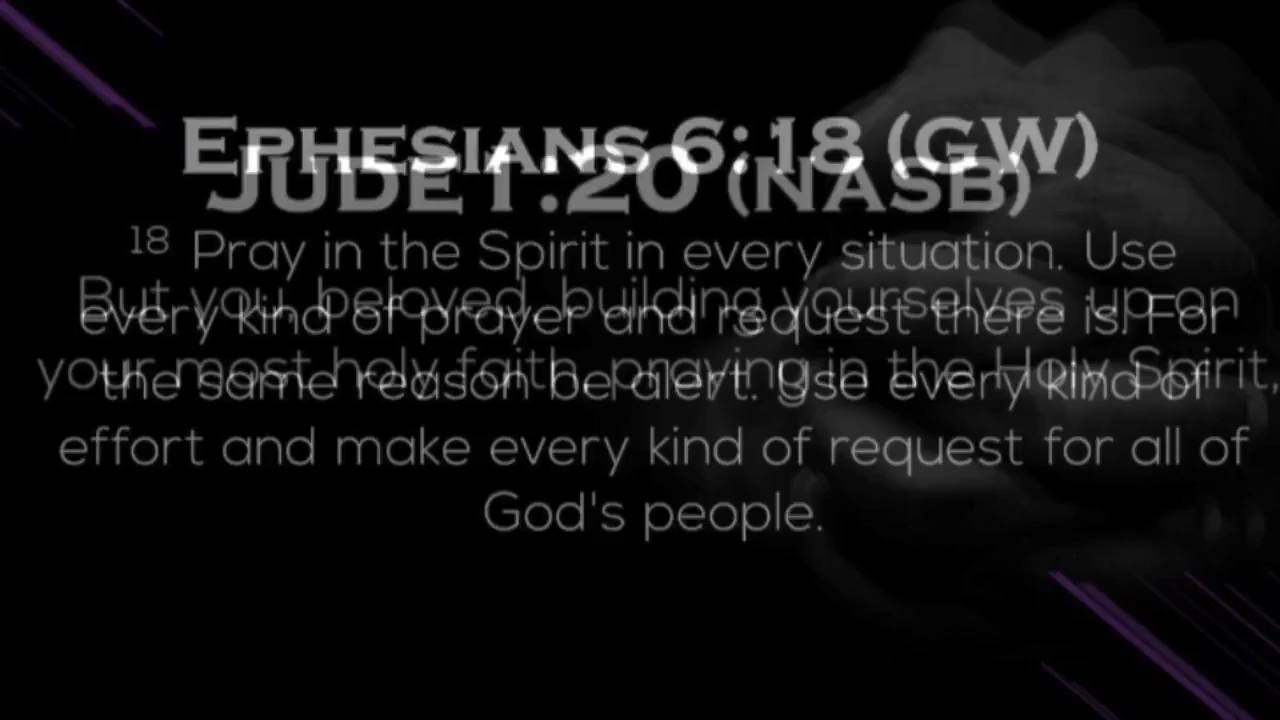 EPHESIANS 6:18 (GW)
JUDE 1:20 (NASB)
18 Pray in the Spirit in every situation. Use
But you, beloved, building yourselves up on
every kind of prayer and request there is. For
your most holy faith, praying in the Holy Spirit,
the same reason be alert. Use every kind of
effort and make every kind of request for all of
God's people.